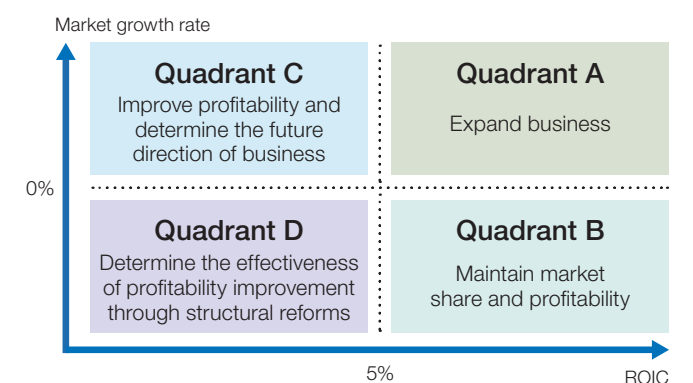 Market growth rate
Quadrant C
Improve profitability and
determine the future
direction of business
Quadrant A
Expand business
0%
Quadrant D
Determine the effectiveness
of profitability improvement
through structural reforms
Quadrant B
Maintain market
share and profitability
5%
ROIC